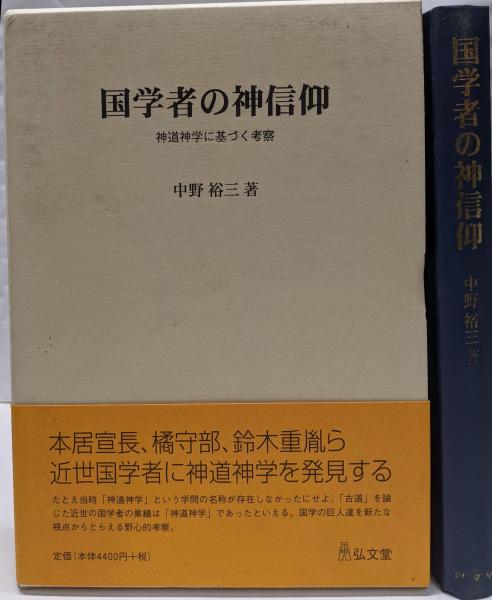 国学者の神信仰
神道神学に基づく考察
中野 裕三 著
本居宣長、橘守部、鈴木重胤ら
近世国学者に神道神学を発見する
たとえ当時「神道神学」という学問の名称が存在しなかったにせよ、「古道」を論
じた近世の国学者の業績は「神道神学」であったといえる。国学の巨人達を新たな
視点からとらえる野心的考察。
定価(本体4400円+税)
弘文堂
国学者の神信仰
中野 裕三 著